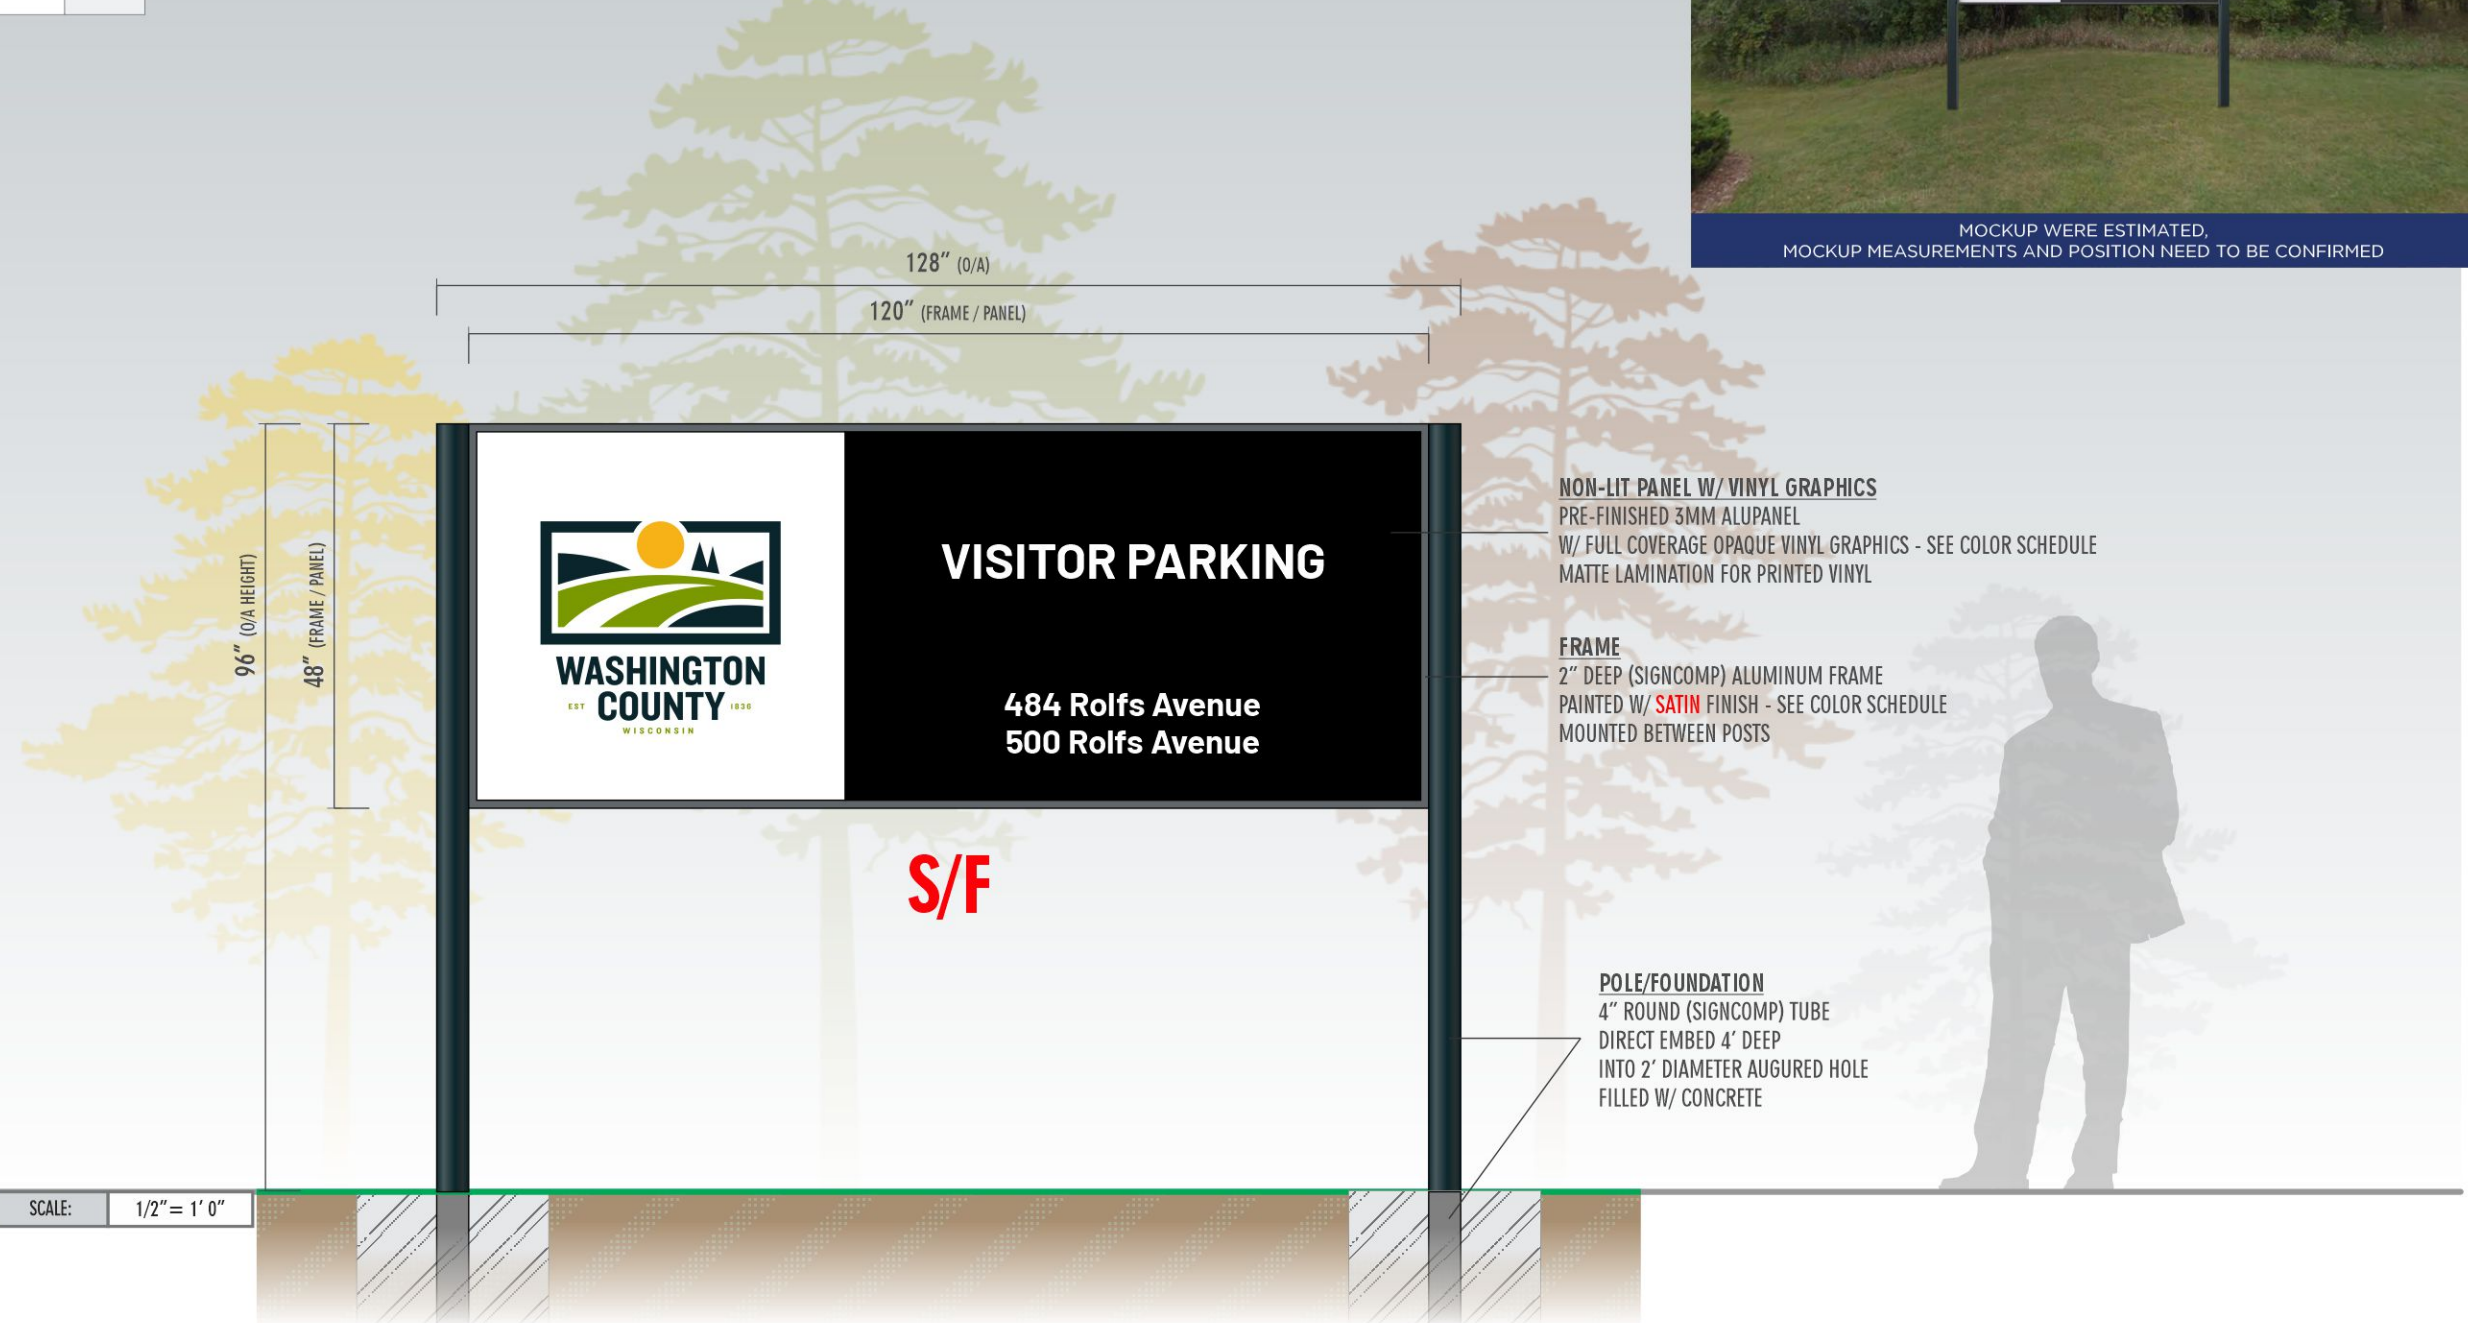 MOCKUP WERE ESTIMATED,
MOCKUP MEASUREMENTS AND POSITION NEED TO BE CONFIRMED
128" (O/A)
120" (FRAME / PANEL)
96" (O/A HEIGHT)
48" (FRAME / PANEL)
WASHINGTON
EST COUNTY 1836
WISCONSIN
VISITOR PARKING
484 Rolfs Avenue
500 Rolfs Avenue
S/F
NON-LIT PANEL W/ VINYL GRAPHICS
PRE-FINISHED 3MM ALUPANEL
W/ FULL COVERAGE OPAQUE VINYL GRAPHICS - SEE COLOR SCHEDULE
MATTE LAMINATION FOR PRINTED VINYL
FRAME
2" DEEP (SIGNCOMP) ALUMINUM FRAME
PAINTED W/ SATIN FINISH - SEE COLOR SCHEDULE
MOUNTED BETWEEN POSTS
POLE/FOUNDATION
4" ROUND (SIGNCOMP) TUBE
DIRECT EMBED 4' DEEP
INTO 2' DIAMETER AUGURED HOLE
FILLED W/ CONCRETE
SCALE: 1/2"= 1' 0"